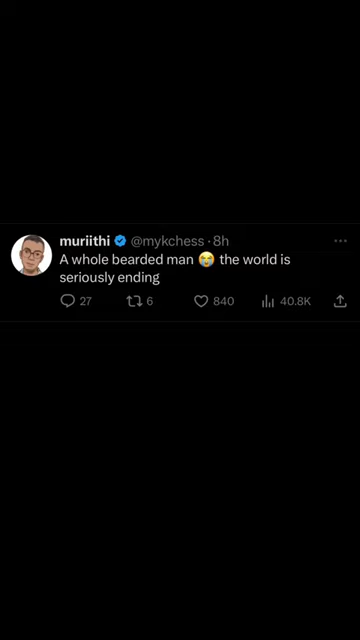 muriithi @mykchess · 8h
A whole bearded man 😭 the world is
seriously ending
27 6 840 40.8K